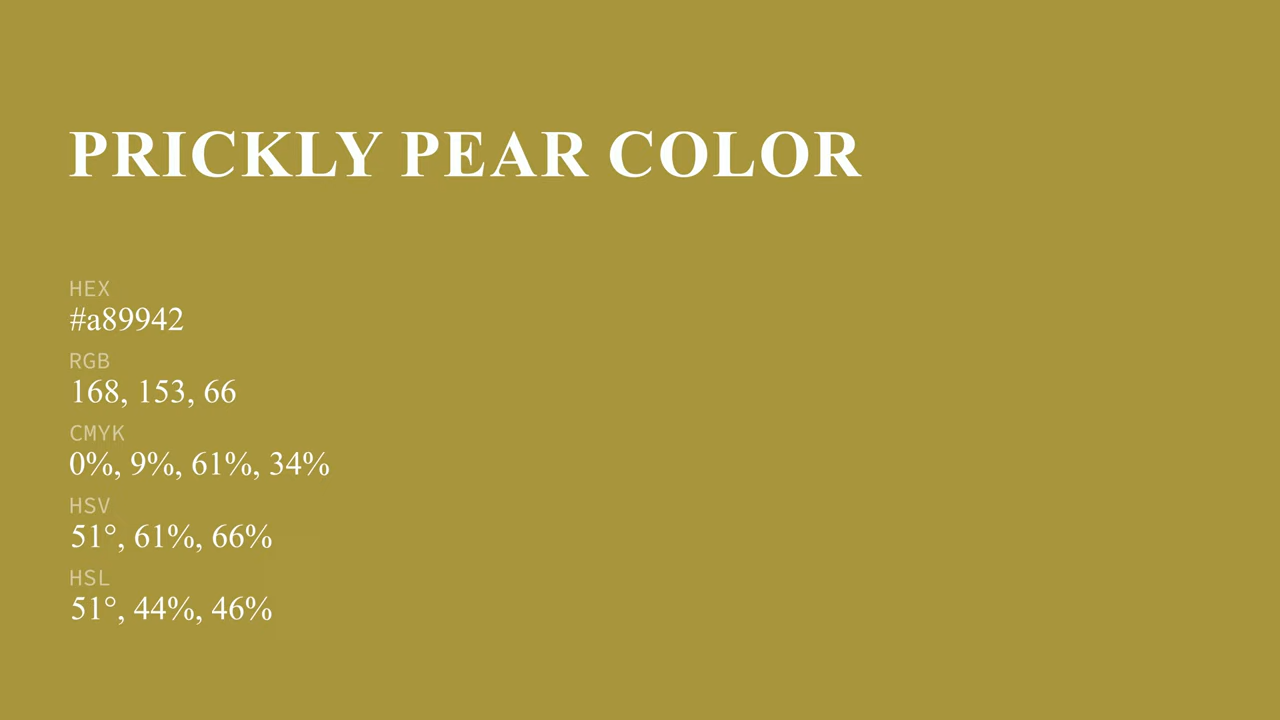 PRICKLY PEAR COLOR
HEX
#a89942
RGB
168, 153, 66
CMYK
0%, 9%, 61%, 34%
HSV
51°, 61%, 66%
HSL
51°, 44%, 46%